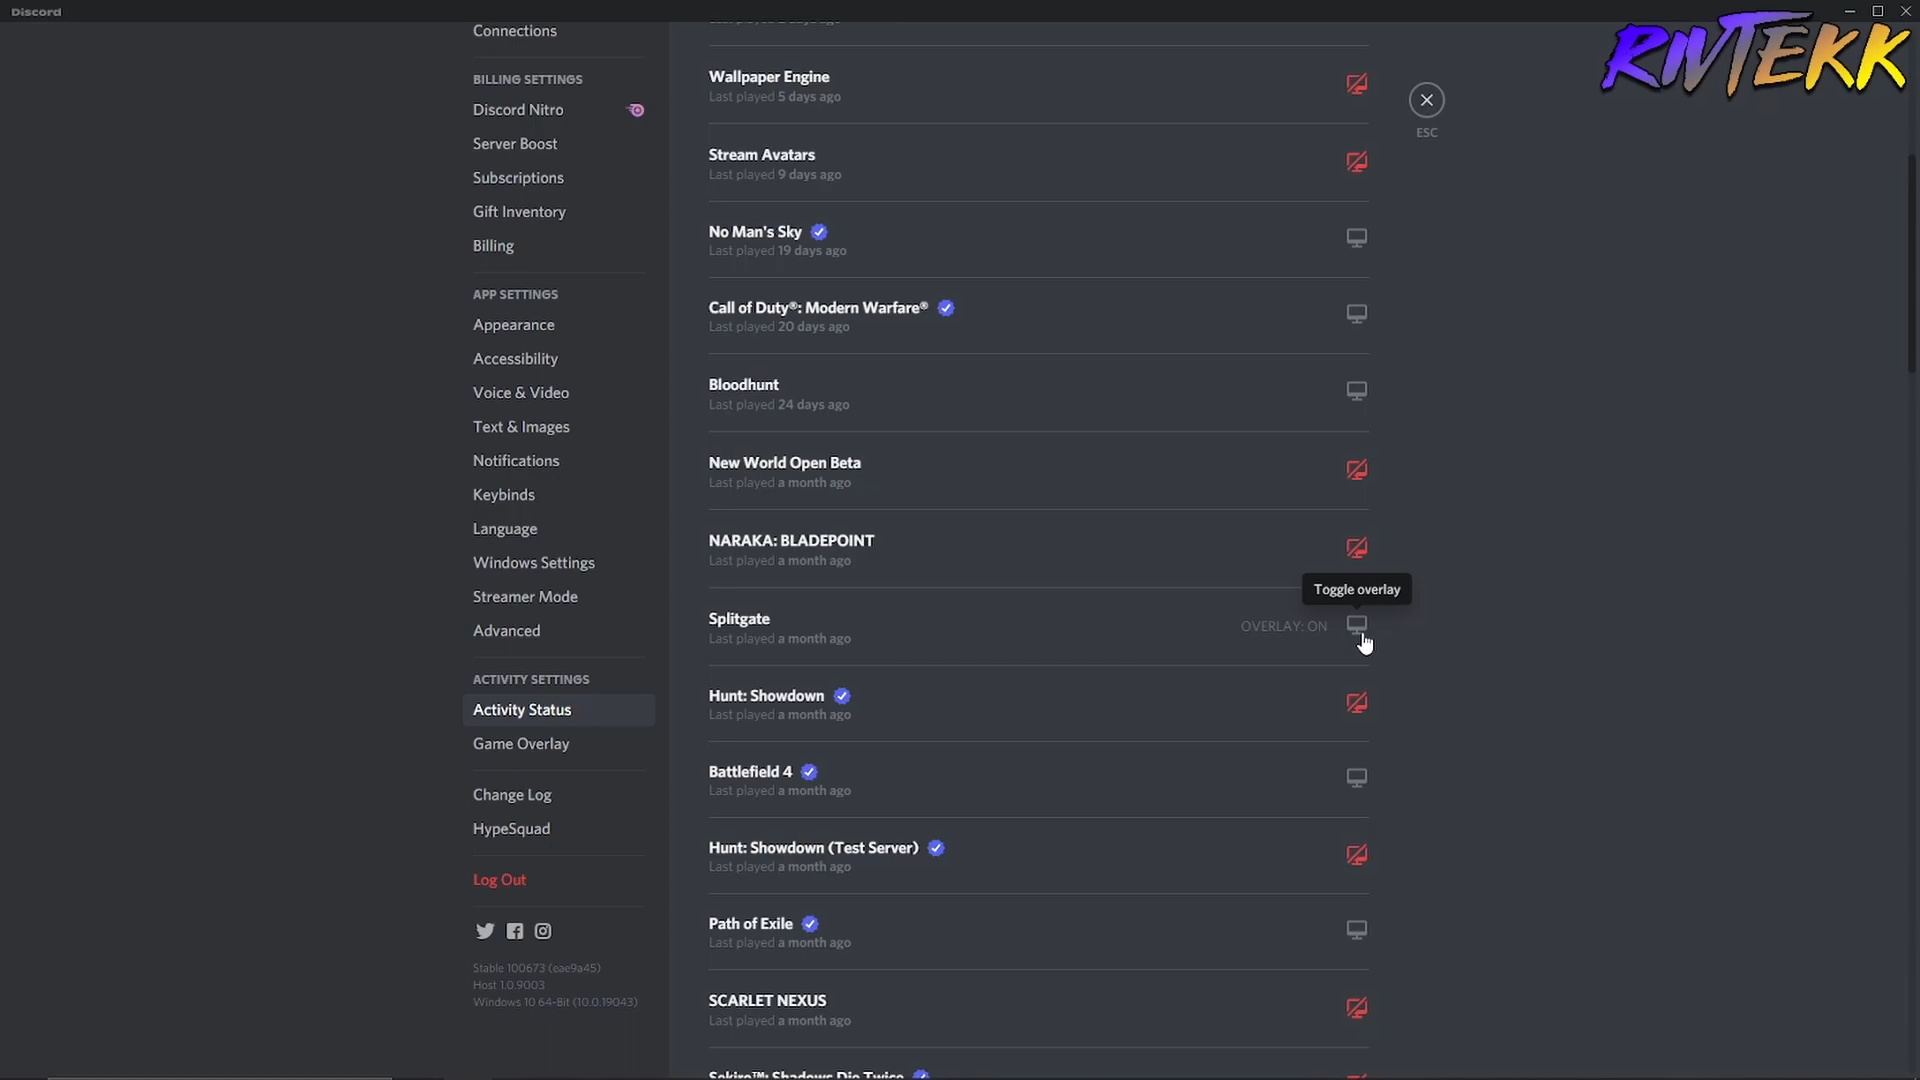 Discord
RIVTEKK
Connections
BILLING SETTINGS
Discord Nitro
Server Boost
Subscriptions
Gift Inventory
Billing
APP SETTINGS
Appearance
Accessibility
Voice & Video
Text & Images
Notifications
Keybinds
Language
Windows Settings
Streamer Mode
Advanced
ACTIVITY SETTINGS
Activity Status
Game Overlay
Change Log
HypeSquad
Log Out
Stable 100673 (eae9a45)
Host 1.0.9003
Windows 10 64-Bit (10.0.19043)
Wallpaper Engine
Last played 5 days ago
Stream Avatars
Last played 9 days ago
No Man's Sky
Last played 19 days ago
Call of Duty®: Modern Warfare®
Last played 20 days ago
Bloodhunt
Last played 24 days ago
New World Open Beta
Last played a month ago
NARAKA: BLADEPOINT
Last played a month ago
Toggle overlay
Splitgate
OVERLAY: ON
Last played a month ago
Hunt: Showdown
Last played a month ago
Battlefield 4
Last played a month ago
Hunt: Showdown (Test Server)
Last played a month ago
Path of Exile
Last played a month ago
SCARLET NEXUS
Last played a month ago
Sekiro™: Shadows Die Twice
ESC